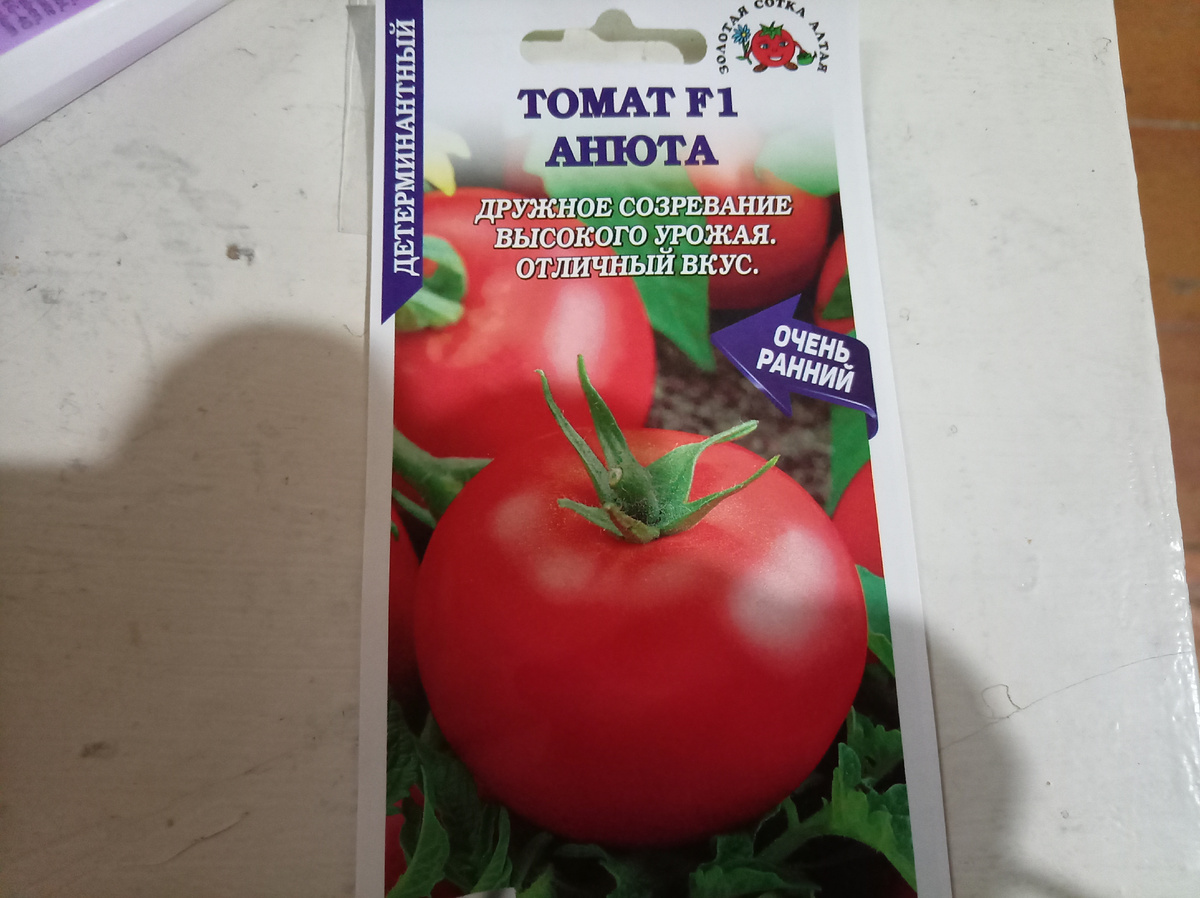 ДЕТЕРМИНАНТНЫЙ
ЗОЛОТАЯ СОТКА АЛТАЯ
ТОМАТ F1
АНЮТА
ДРУЖНОЕ СОЗРЕВАНИЕ
ВЫСОКОГО УРОЖАЯ.
ОТЛИЧНЫЙ ВКУС.
ОЧЕНЬ
РАННИЙ